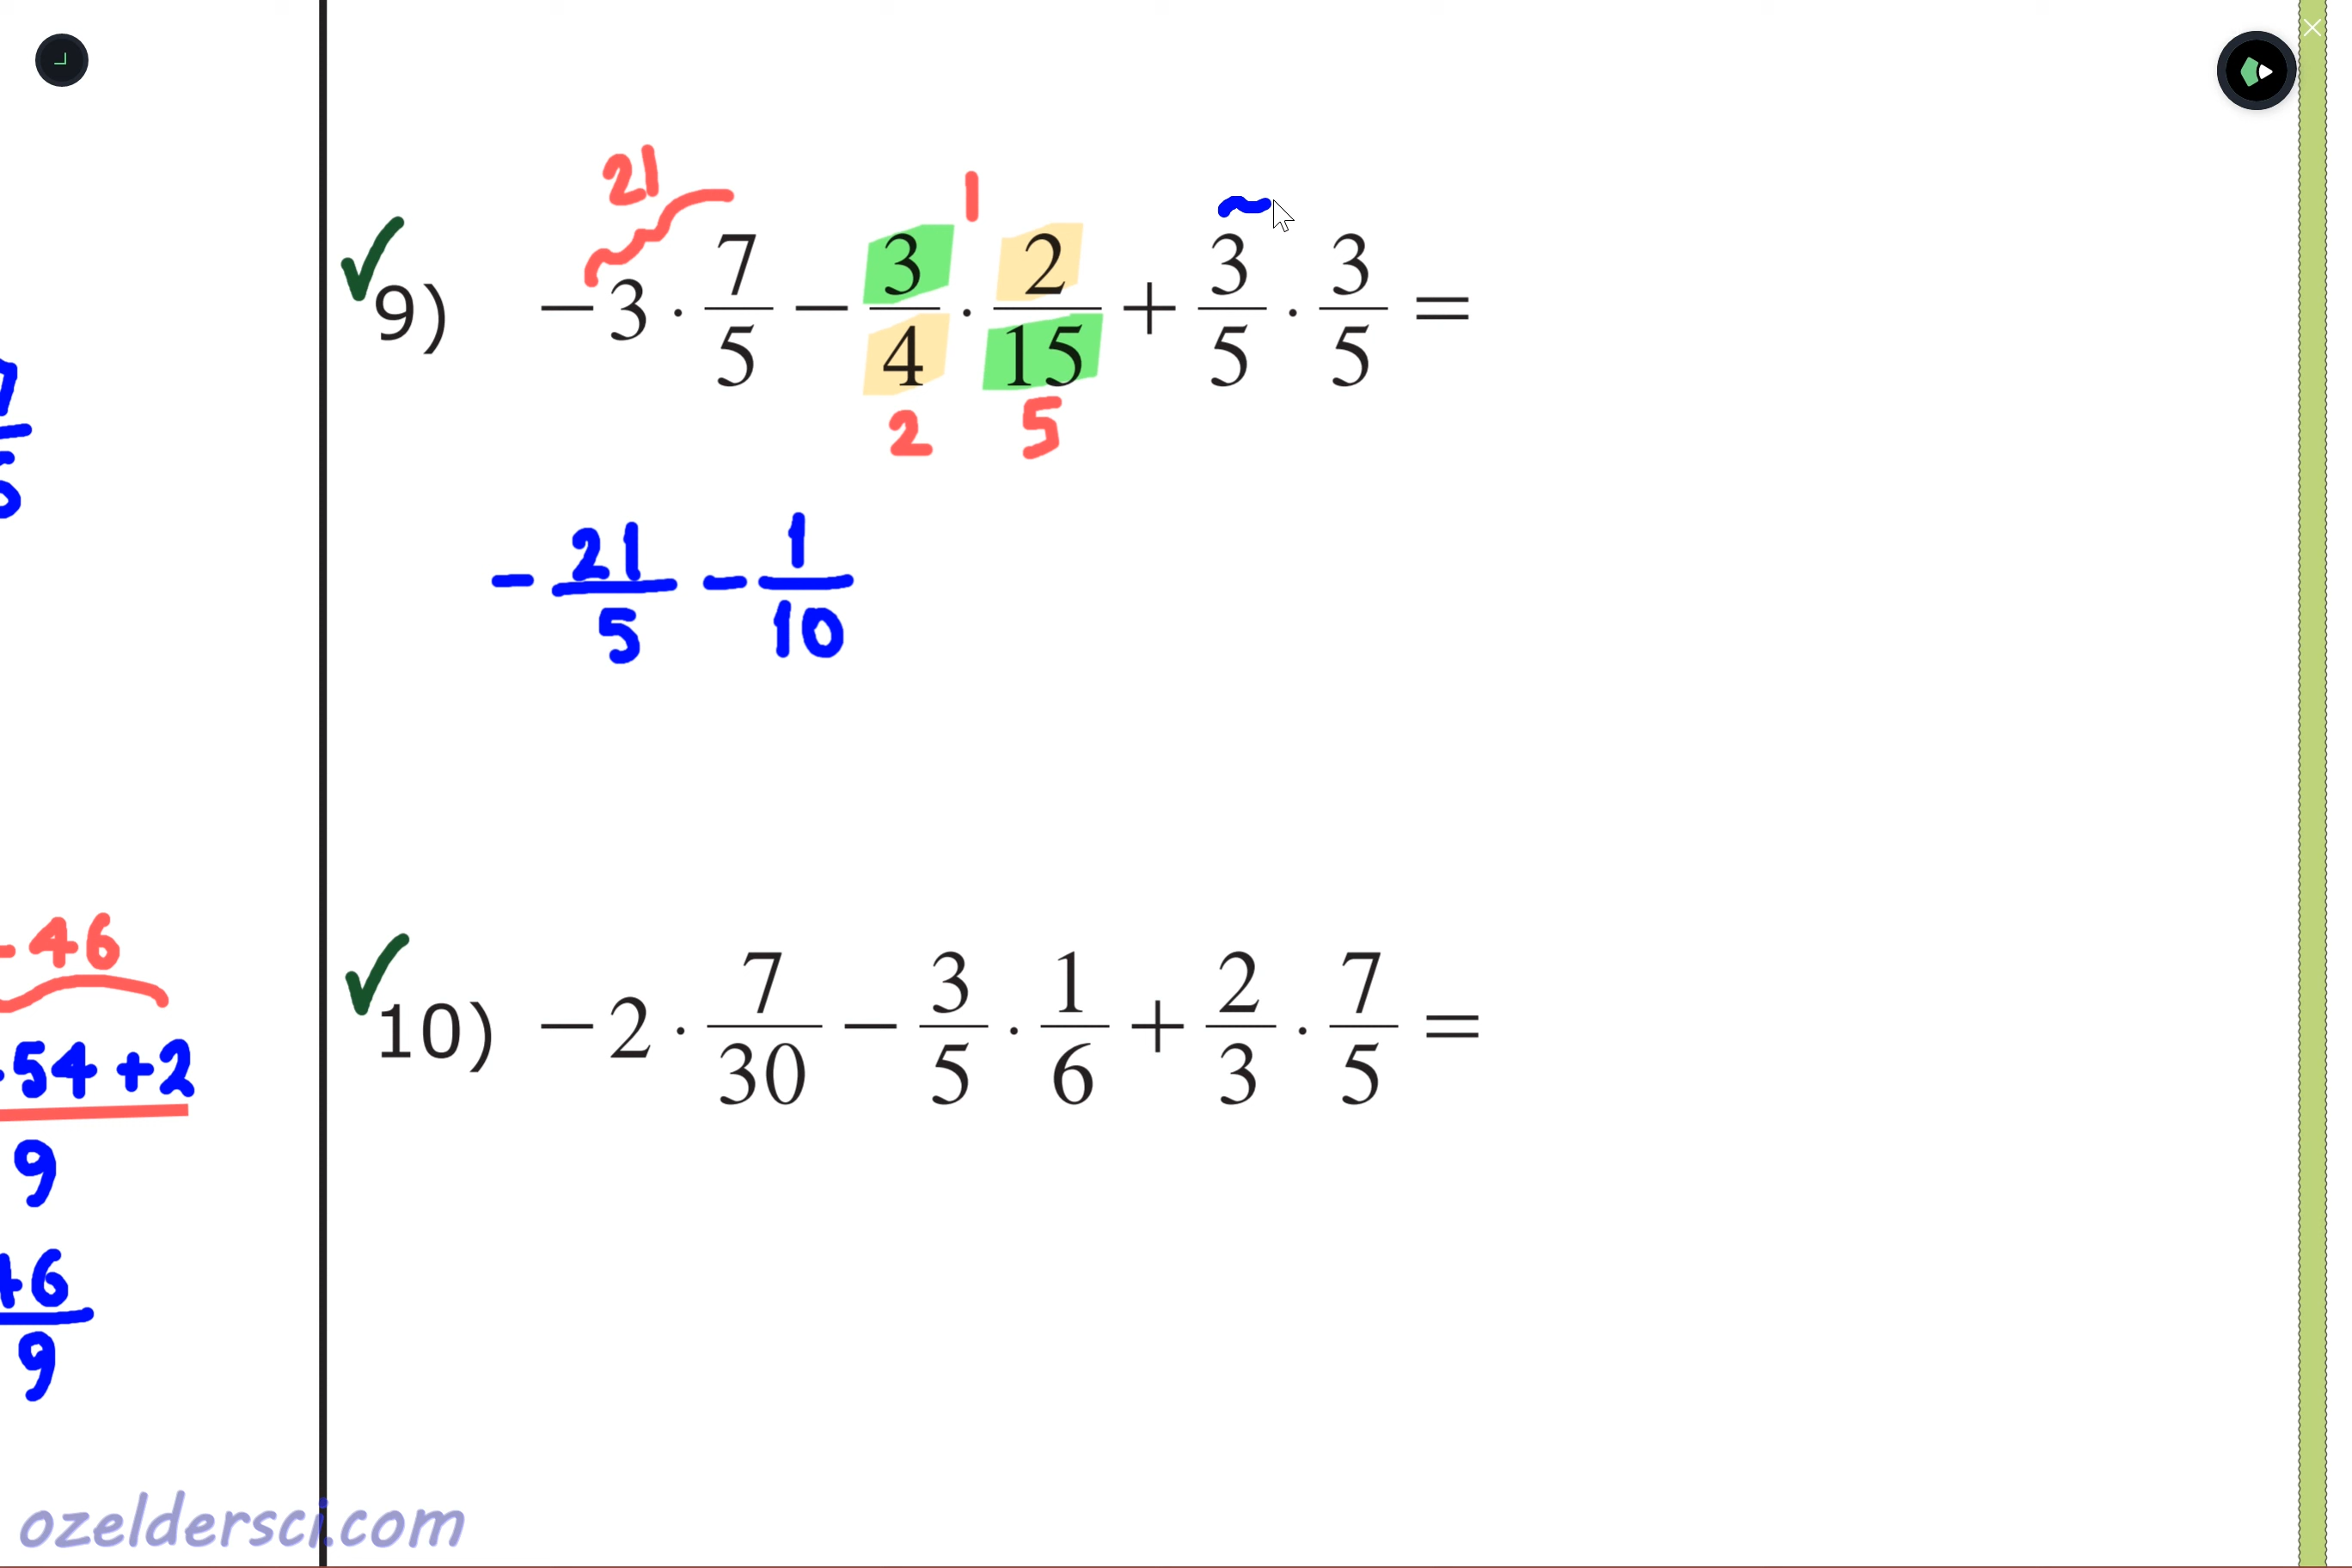 21 1
9) −3 · 7/5 − 3/4 · 2/15 + 3/5 · 3/5 =
2 5
− 21/5 − 1/10
10) −2 · 7/30 − 3/5 · 1/6 + 2/3 · 7/5 =
- 46
54 + 2
9
46
9
ozeldersci.com